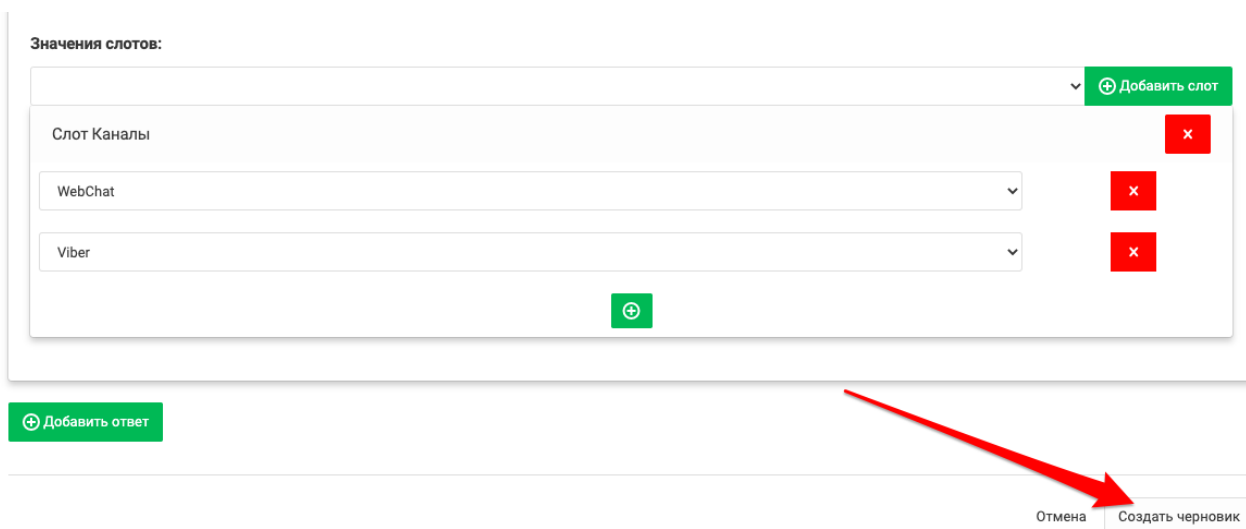 Значения слотов:
Добавить слот
Слот Каналы
WebChat
Viber
Добавить ответ
Отмена Создать черновик